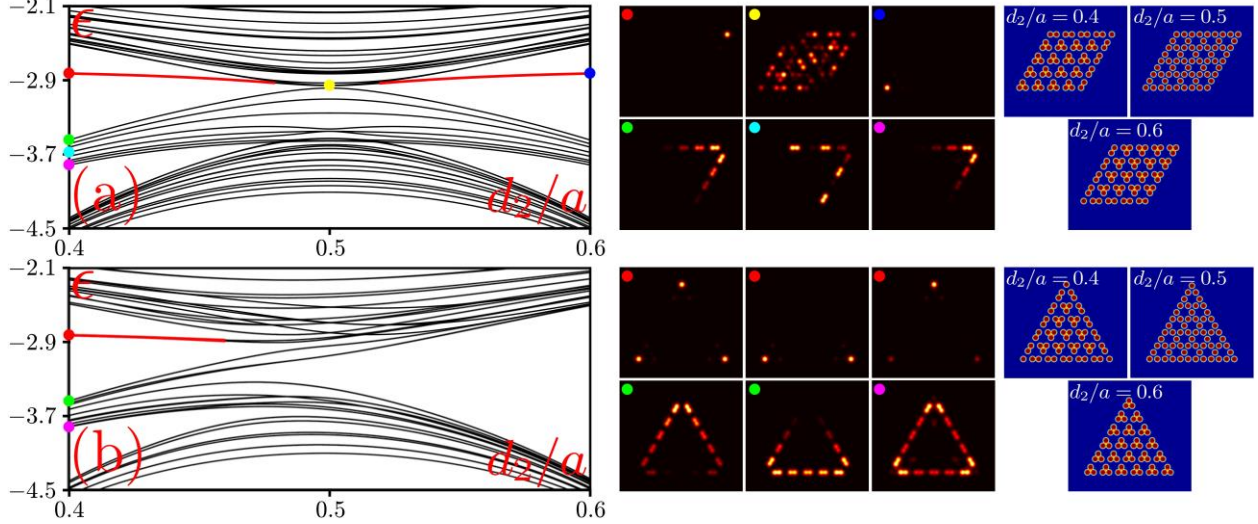 −2.1
−2.9
−3.7
−4.5
(a)
d₂/a
0.4 0.5 0.6
d₂/a = 0.4
d₂/a = 0.5
d₂/a = 0.6
−2.1
−2.9
−3.7
−4.5
(b)
d₂/a
0.4 0.5 0.6
d₂/a = 0.4
d₂/a = 0.5
d₂/a = 0.6